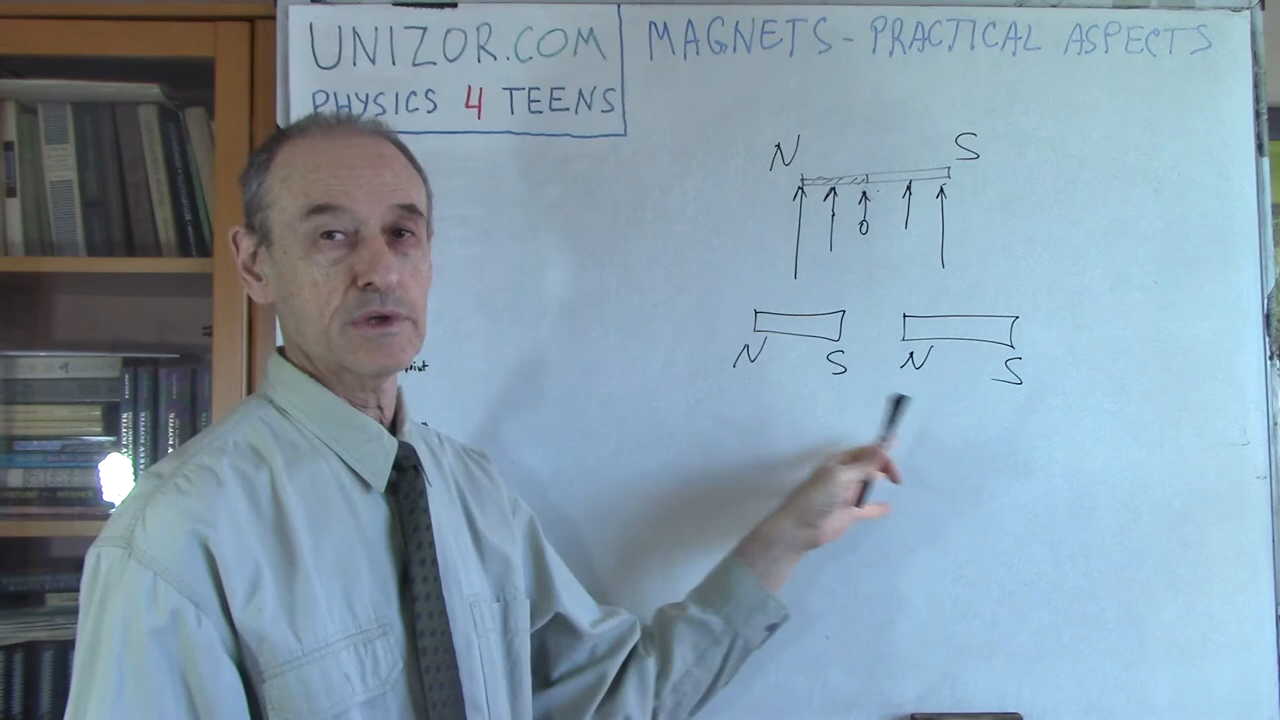 UNIZOR.COM
PHYSICS 4 TEENS
MAGNETS - PRACTICAL ASPECTS
N S
0
N S N S